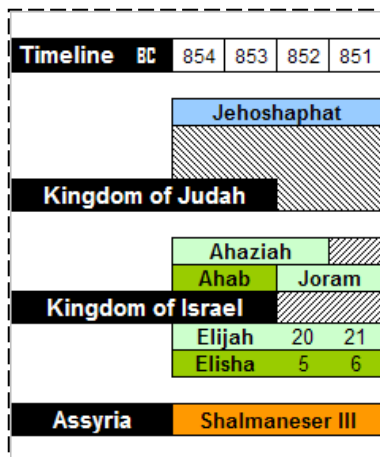 Timeline BC 854 853 852 851
Jehoshaphat
Kingdom of Judah
Ahaziah
Ahab Joram
Kingdom of Israel
Elijah 20 21
Elisha 5 6
Assyria Shalmaneser III